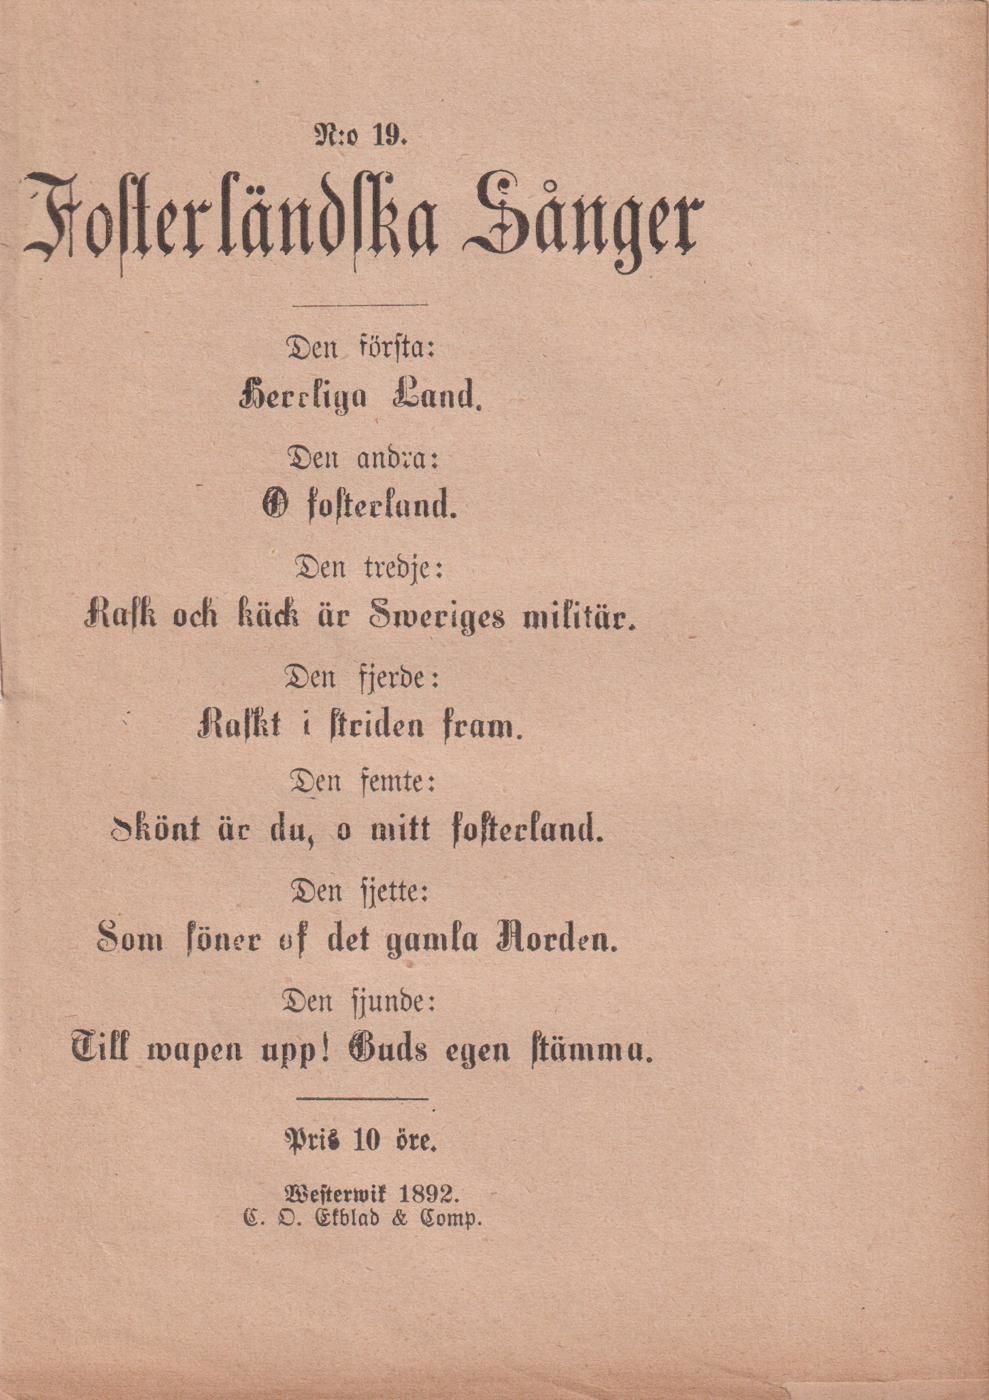 N:o 19.
Fosterländska Sånger
Den första:
Herrliga Land.
Den andra:
O fosterland.
Den tredje:
Rask och käck är Sweriges militär.
Den fjerde:
Raskt i striden fram.
Den femte:
Skönt är du, o mitt fosterland.
Den sjette:
Som söner af det gamla Norden.
Den sjunde:
Till wapen upp! Guds egen stämma.
Pris 10 öre.
Westerwik 1892.
C. O. Ekblad & Comp.